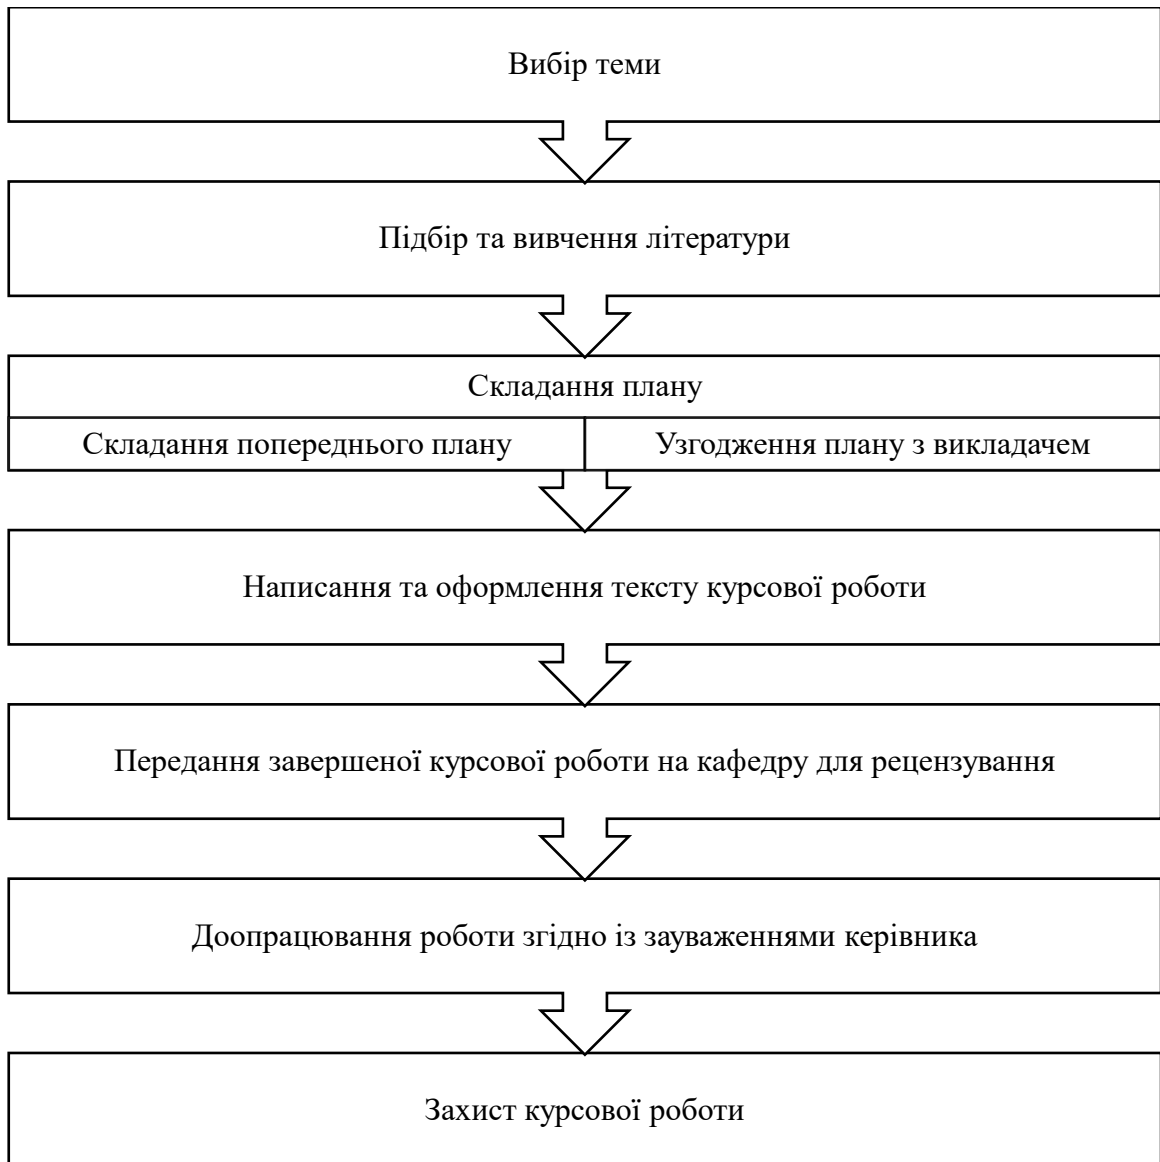 Вибір теми
Підбір та вивчення літератури
Складання плану
Складання попереднього плану
Узгодження плану з викладачем
Написання та оформлення тексту курсової роботи
Передання завершеної курсової роботи на кафедру для рецензування
Доопрацювання роботи згідно із зауваженнями керівника
Захист курсової роботи